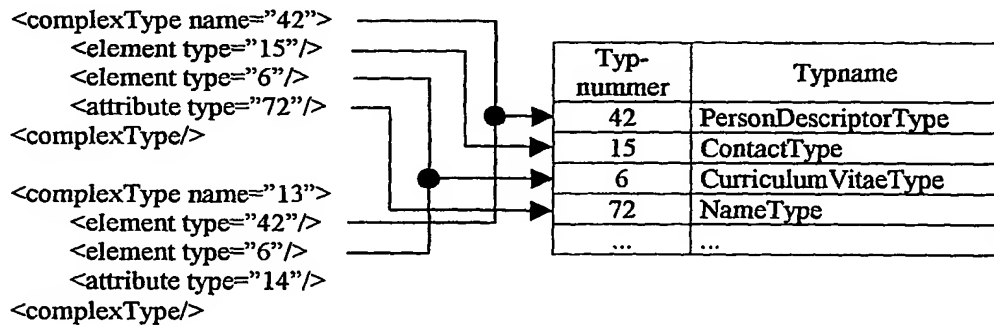 <complexType name=”42”>
<element type=”15”/>
<element type=”6”/>
<attribute type=”72”/>
<complexType/>
<complexType name=”13”>
<element type=”42”/>
<element type=”6”/>
<attribute type=”14”/>
<complexType/>
Typ-
nummer Typname
42 PersonDescriptorType
15 ContactType
6 CurriculumVitaeType
72 NameType
... ...